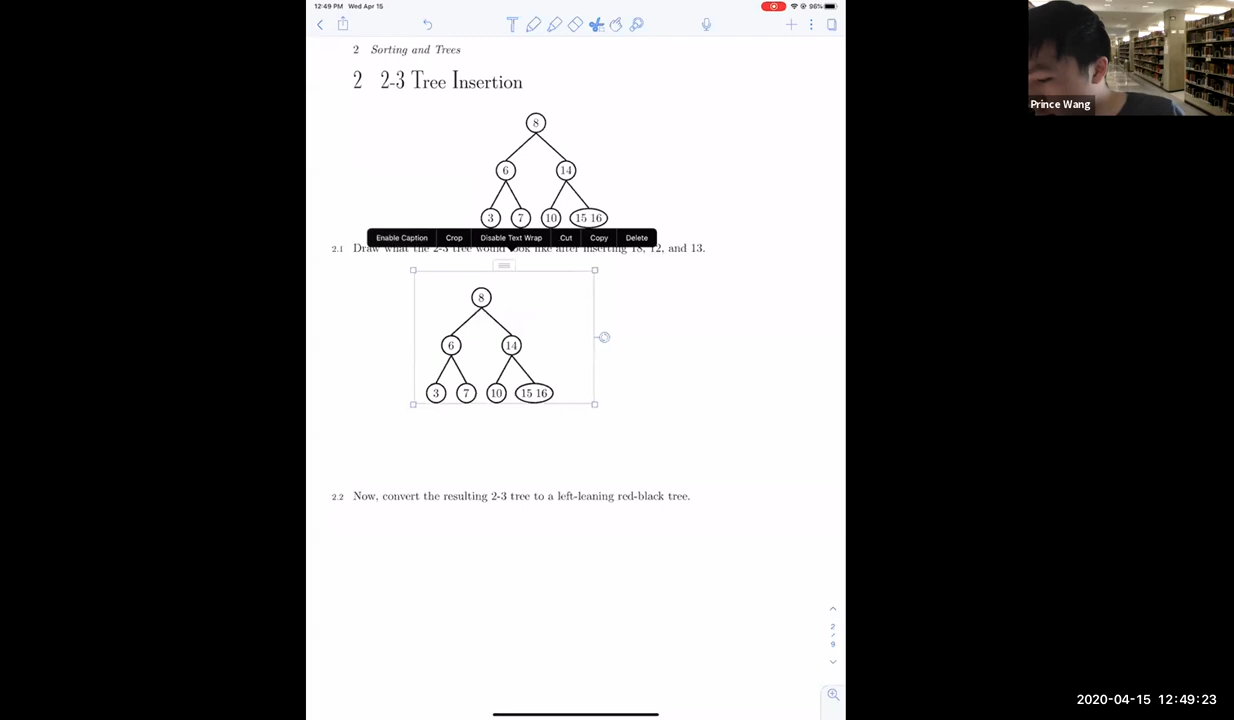 12:49 PM Wed Apr 15
96%
2 Sorting and Trees
2 2-3 Tree Insertion
8
6 14
3 7 10 15 16
Enable Caption Crop Disable Text Wrap Cut Copy Delete
2.1 Draw what the 2-3 tree would look like after inserting 18, 12, and 13.
8
6 14
3 7 10 15 16
2.2 Now, convert the resulting 2-3 tree to a left-leaning red-black tree.
2
/
9
Prince Wang
2020-04-15 12:49:23